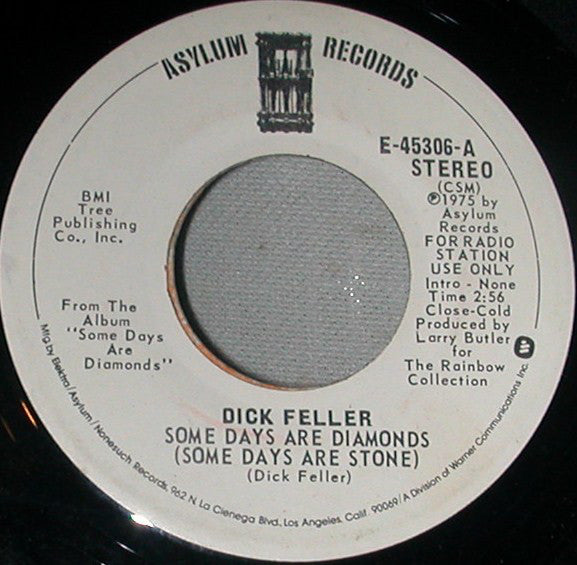 ASYLUM RECORDS
E-45306-A
STEREO
(CSM)
℗1975 by
Asylum
Records
FOR RADIO
STATION
USE ONLY
Intro - None
Time 2:56
Close-Cold
Produced by
Larry Butler
for
The Rainbow
Collection
BMI
Tree
Publishing
Co., Inc.
From The
Album
"Some Days
Are
Diamonds"
DICK FELLER
SOME DAYS ARE DIAMONDS
(SOME DAYS ARE STONE)
(Dick Feller)
Mfg by Elektra/Asylum/Nonesuch Records, 962 N. La Cienega Blvd., Los Angeles, Calif. 90069/A Division of Warner Communications Inc.